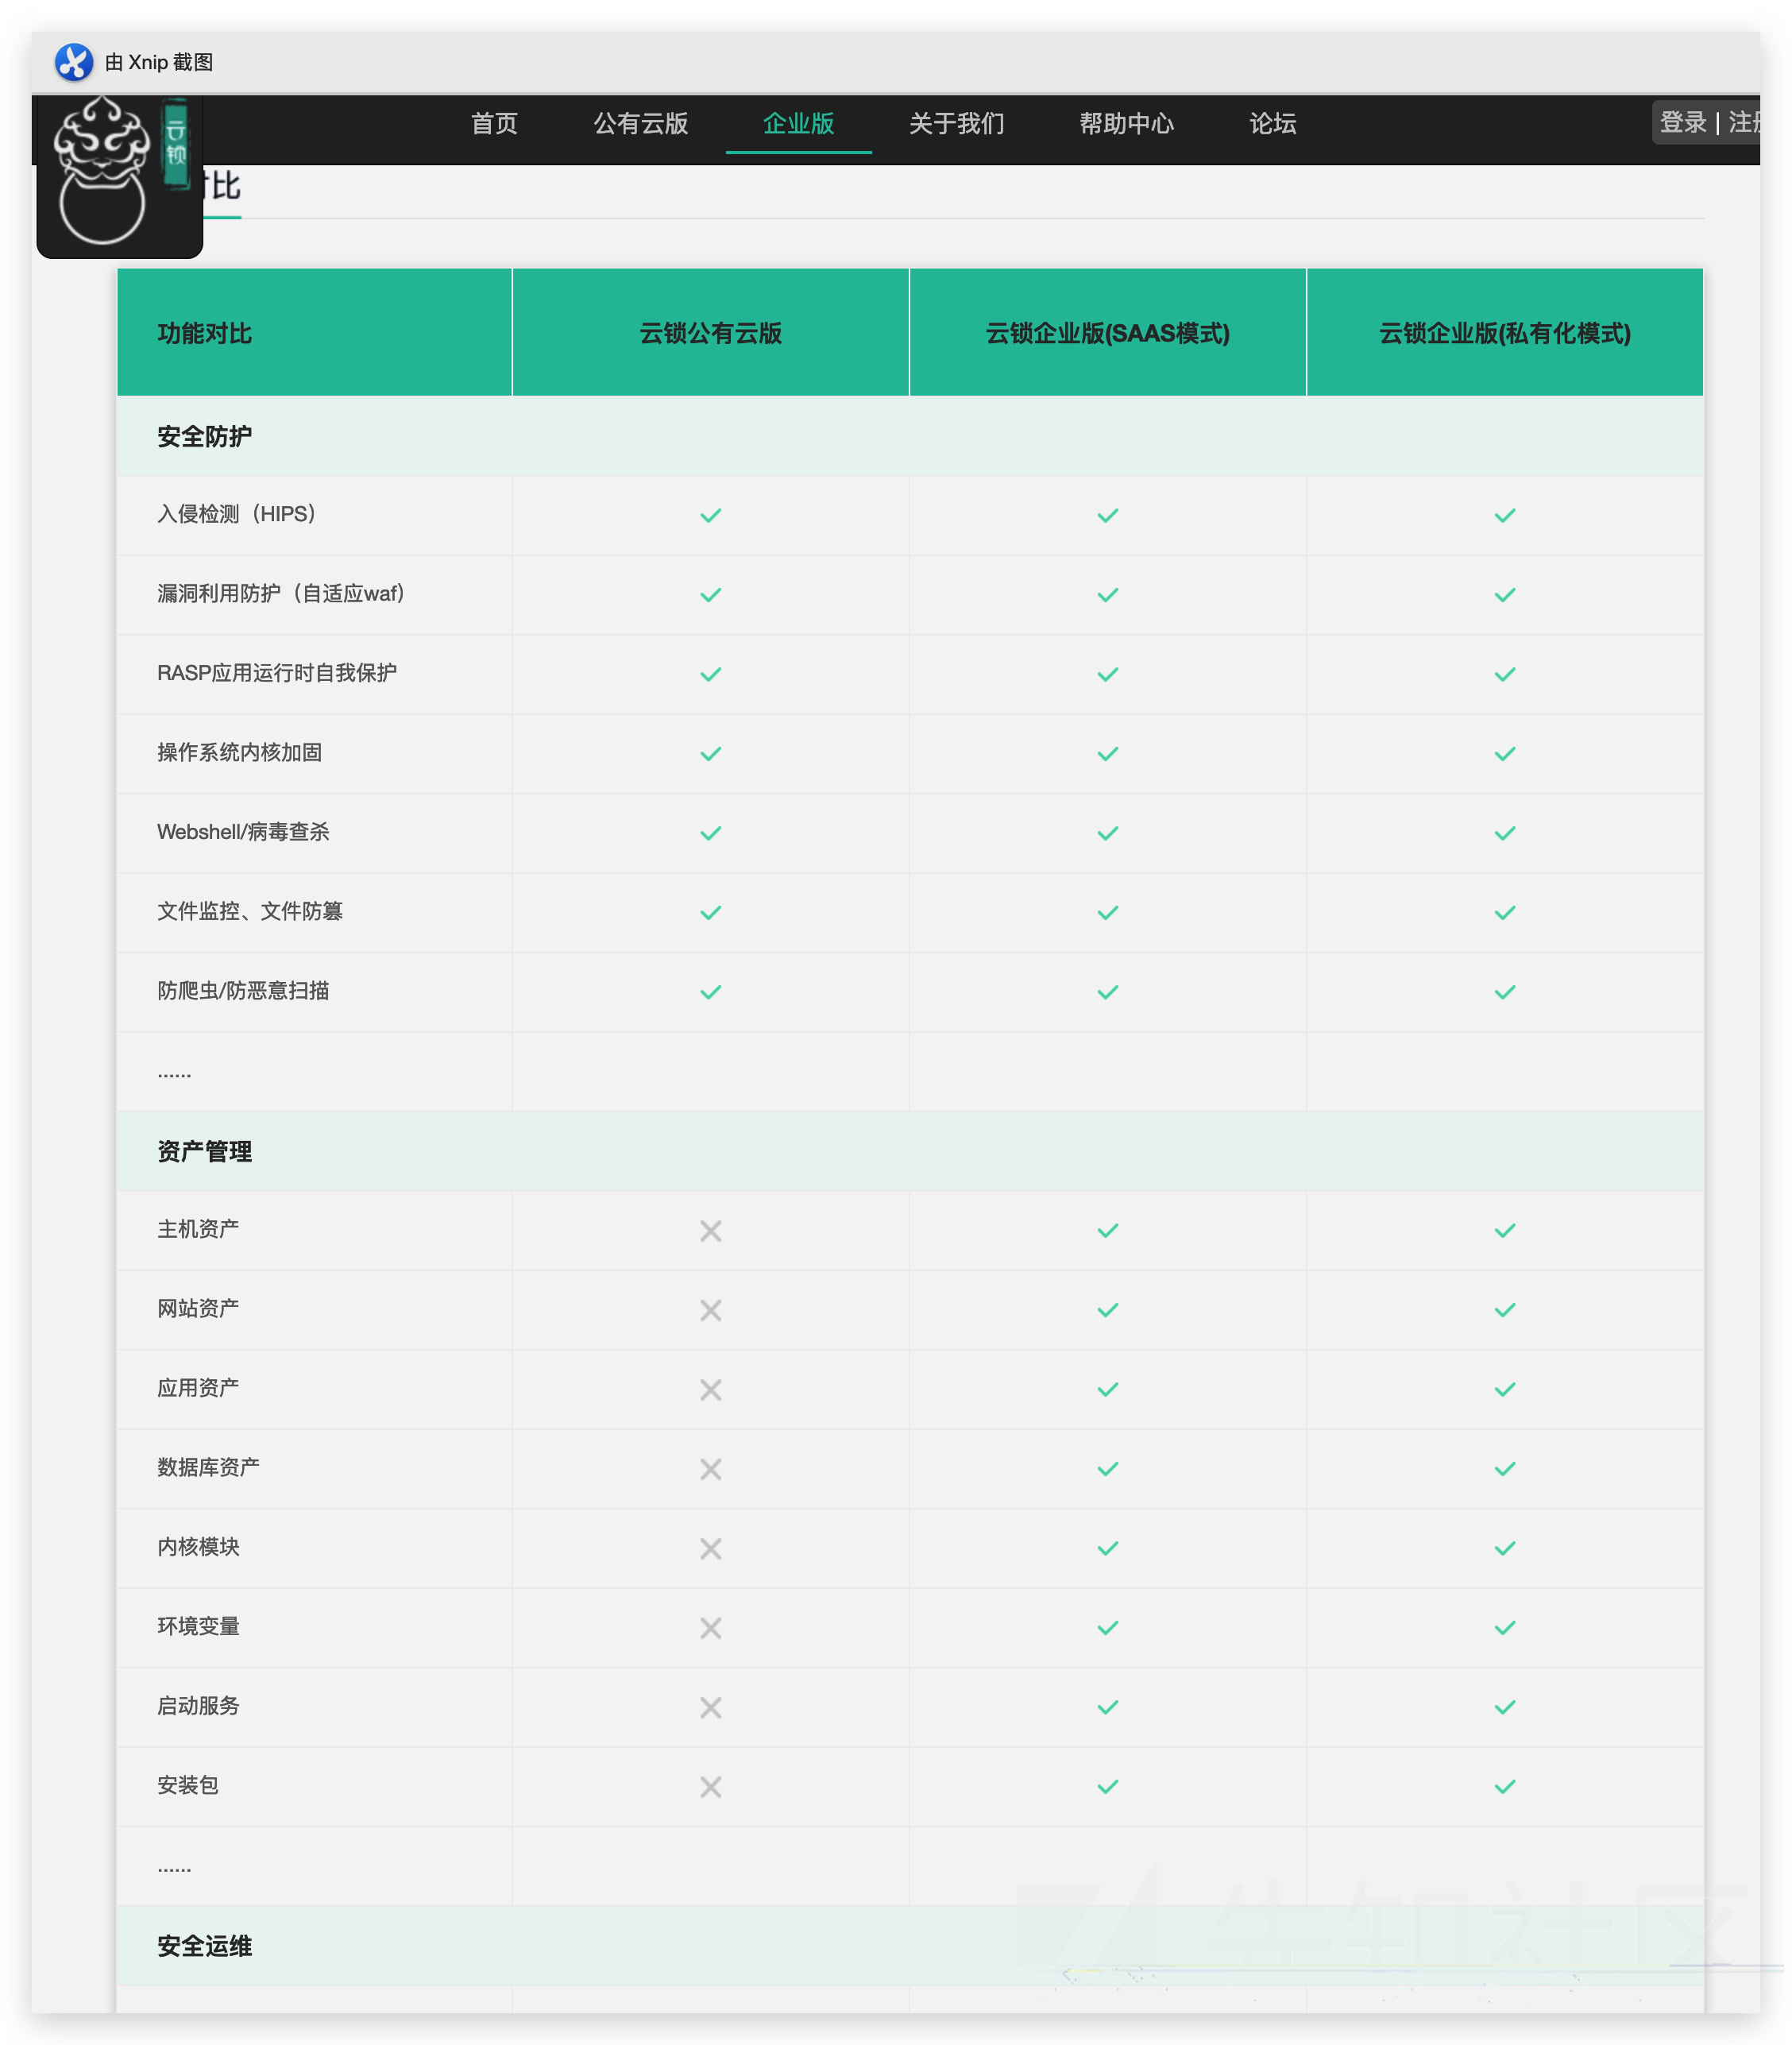 由 Xnip 截图
云锁
首页 公有云版 企业版 关于我们 帮助中心 论坛 登录 | 注册
对比
功能对比 云锁公有云版 云锁企业版(SAAS模式) 云锁企业版(私有化模式)
安全防护
入侵检测（HIPS）
漏洞利用防护（自适应waf）
RASP应用运行时自我保护
操作系统内核加固
Webshell/病毒查杀
文件监控、文件防篡
防爬虫/防恶意扫描
......
资产管理
主机资产
网站资产
应用资产
数据库资产
内核模块
环境变量
启动服务
安装包
......
安全运维
先知社区